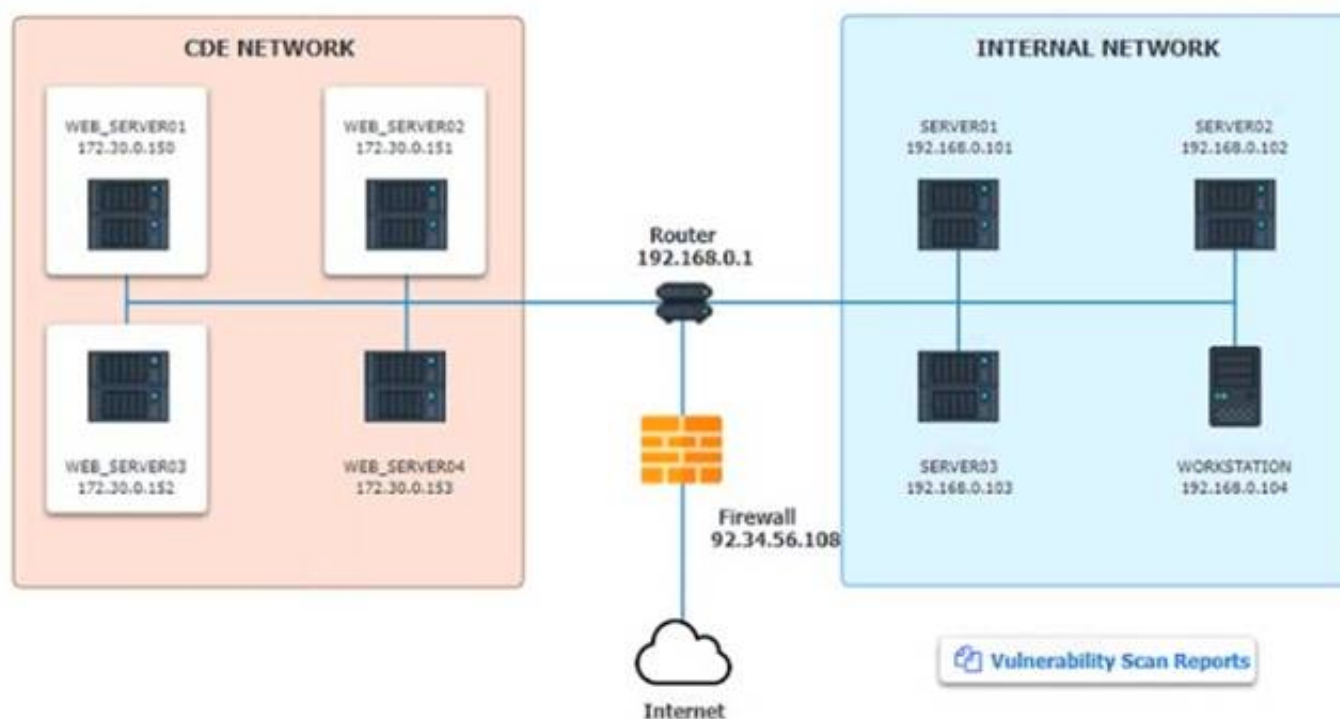 CDE NETWORK
WEB_SERVER01
172.30.0.150
WEB_SERVER02
172.30.0.151
WEB_SERVER03
172.30.0.152
WEB_SERVER04
172.30.0.153
Router
192.168.0.1
Firewall
92.34.56.108
Internet
INTERNAL NETWORK
SERVER01
192.168.0.101
SERVER02
192.168.0.102
SERVER03
192.168.0.103
WORKSTATION
192.168.0.104
Vulnerability Scan Reports